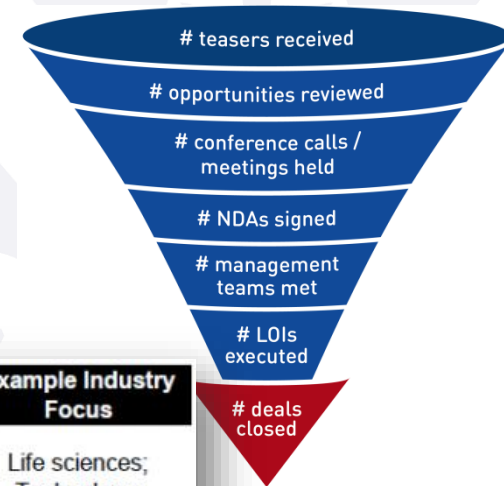 # teasers received
# opportunities reviewed
# conference calls /
meetings held
# NDAs signed
# management
teams met
# LOIs
executed
# deals
closed
xample Industry
Focus
Life sciences;